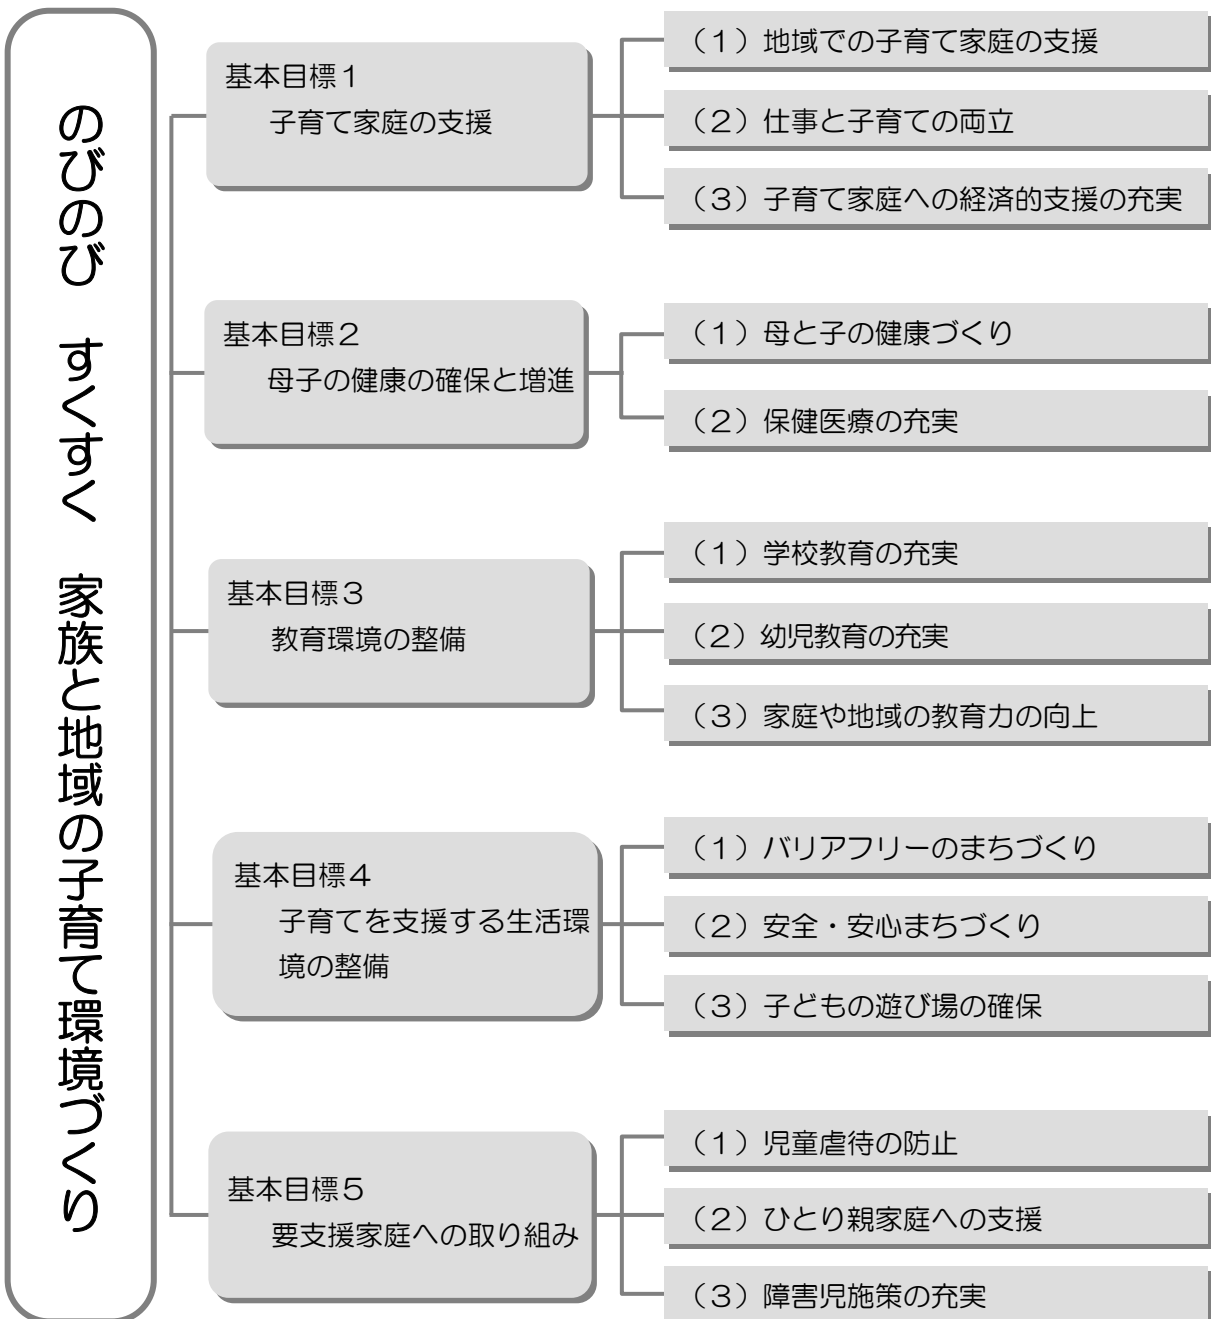 のびのび　すくすく　家族と地域の子育て環境づくり
基本目標１
子育て家庭の支援
（１）地域での子育て家庭の支援
（２）仕事と子育ての両立
（３）子育て家庭への経済的支援の充実
基本目標２
母子の健康の確保と増進
（１）母と子の健康づくり
（２）保健医療の充実
基本目標３
教育環境の整備
（１）学校教育の充実
（２）幼児教育の充実
（３）家庭や地域の教育力の向上
基本目標４
子育てを支援する生活環
境の整備
（１）バリアフリーのまちづくり
（２）安全・安心まちづくり
（３）子どもの遊び場の確保
基本目標５
要支援家庭への取り組み
（１）児童虐待の防止
（２）ひとり親家庭への支援
（３）障害児施策の充実